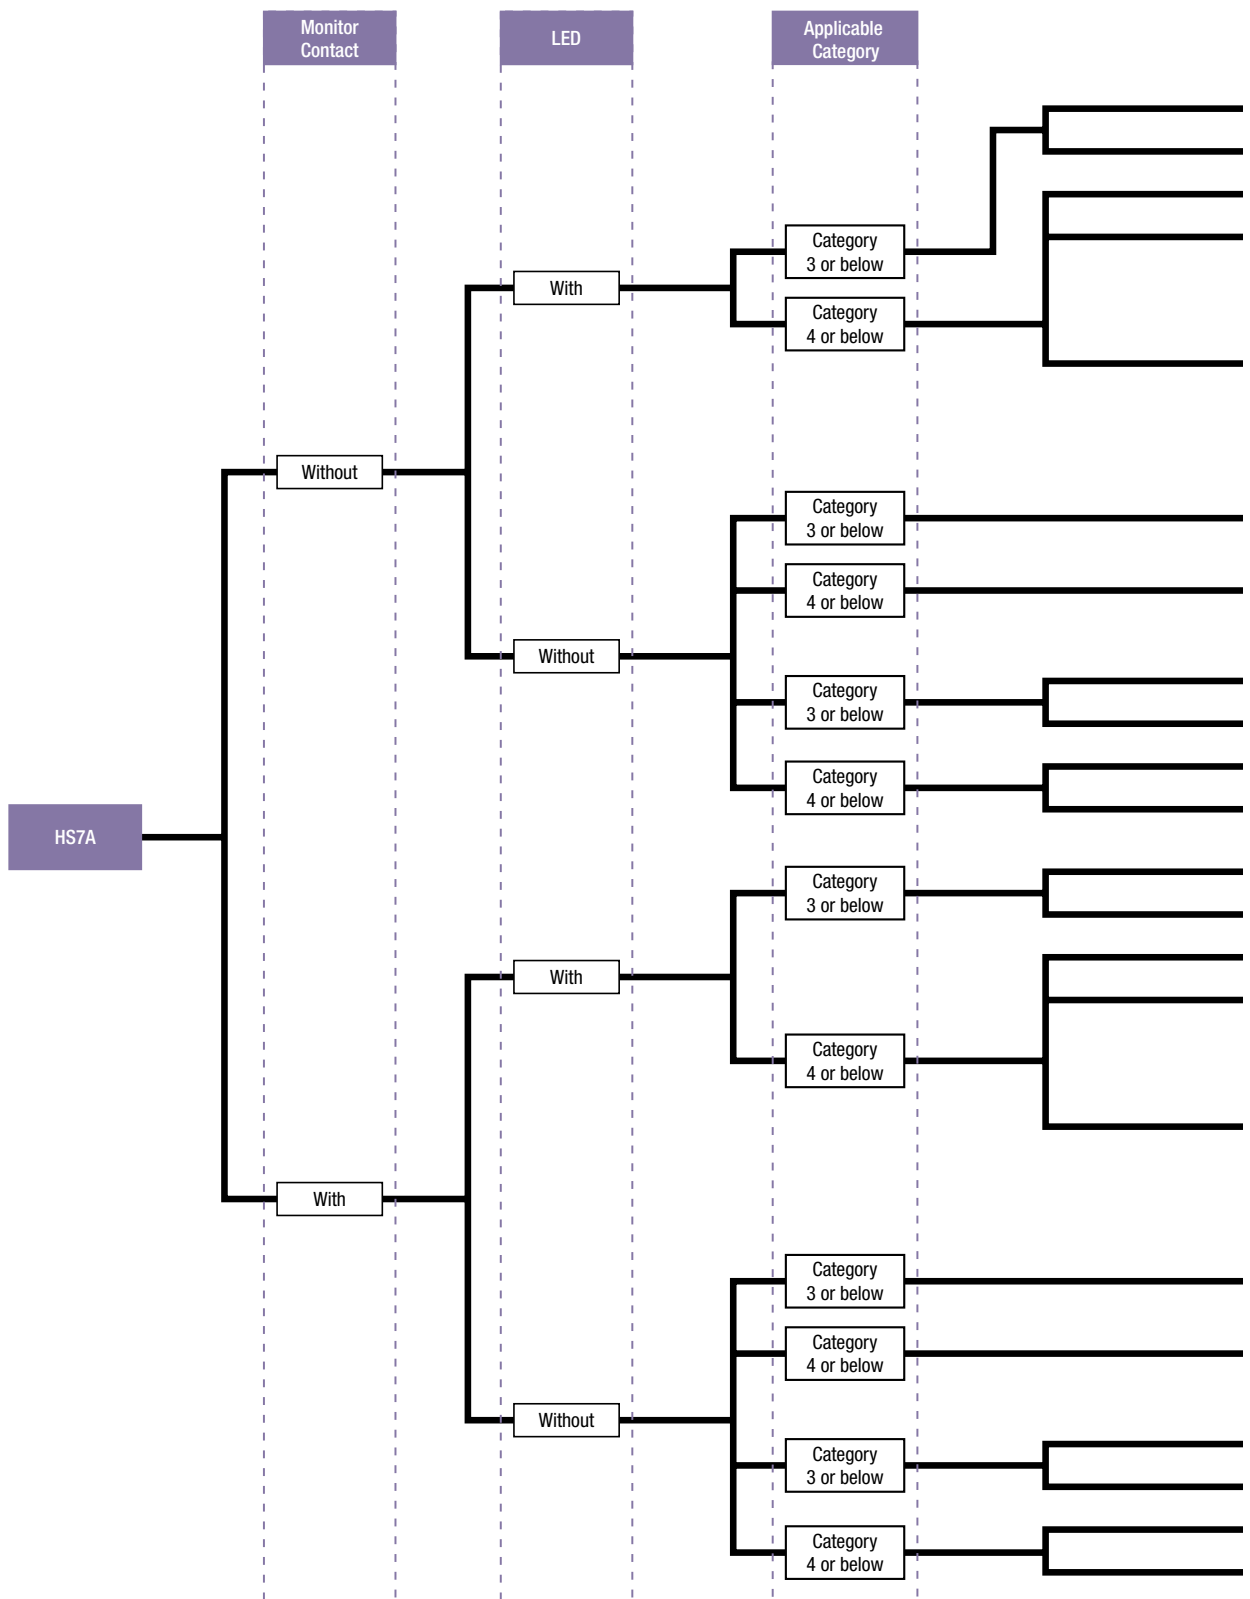 Monitor
Contact
LED
Applicable
Category
Category
3 or below
With
Category
4 or below
Without
Category
3 or below
Category
4 or below
Without
Category
3 or below
Category
4 or below
HS7A
Category
3 or below
With
Category
4 or below
With
Category
3 or below
Category
4 or below
Without
Category
3 or below
Category
4 or below